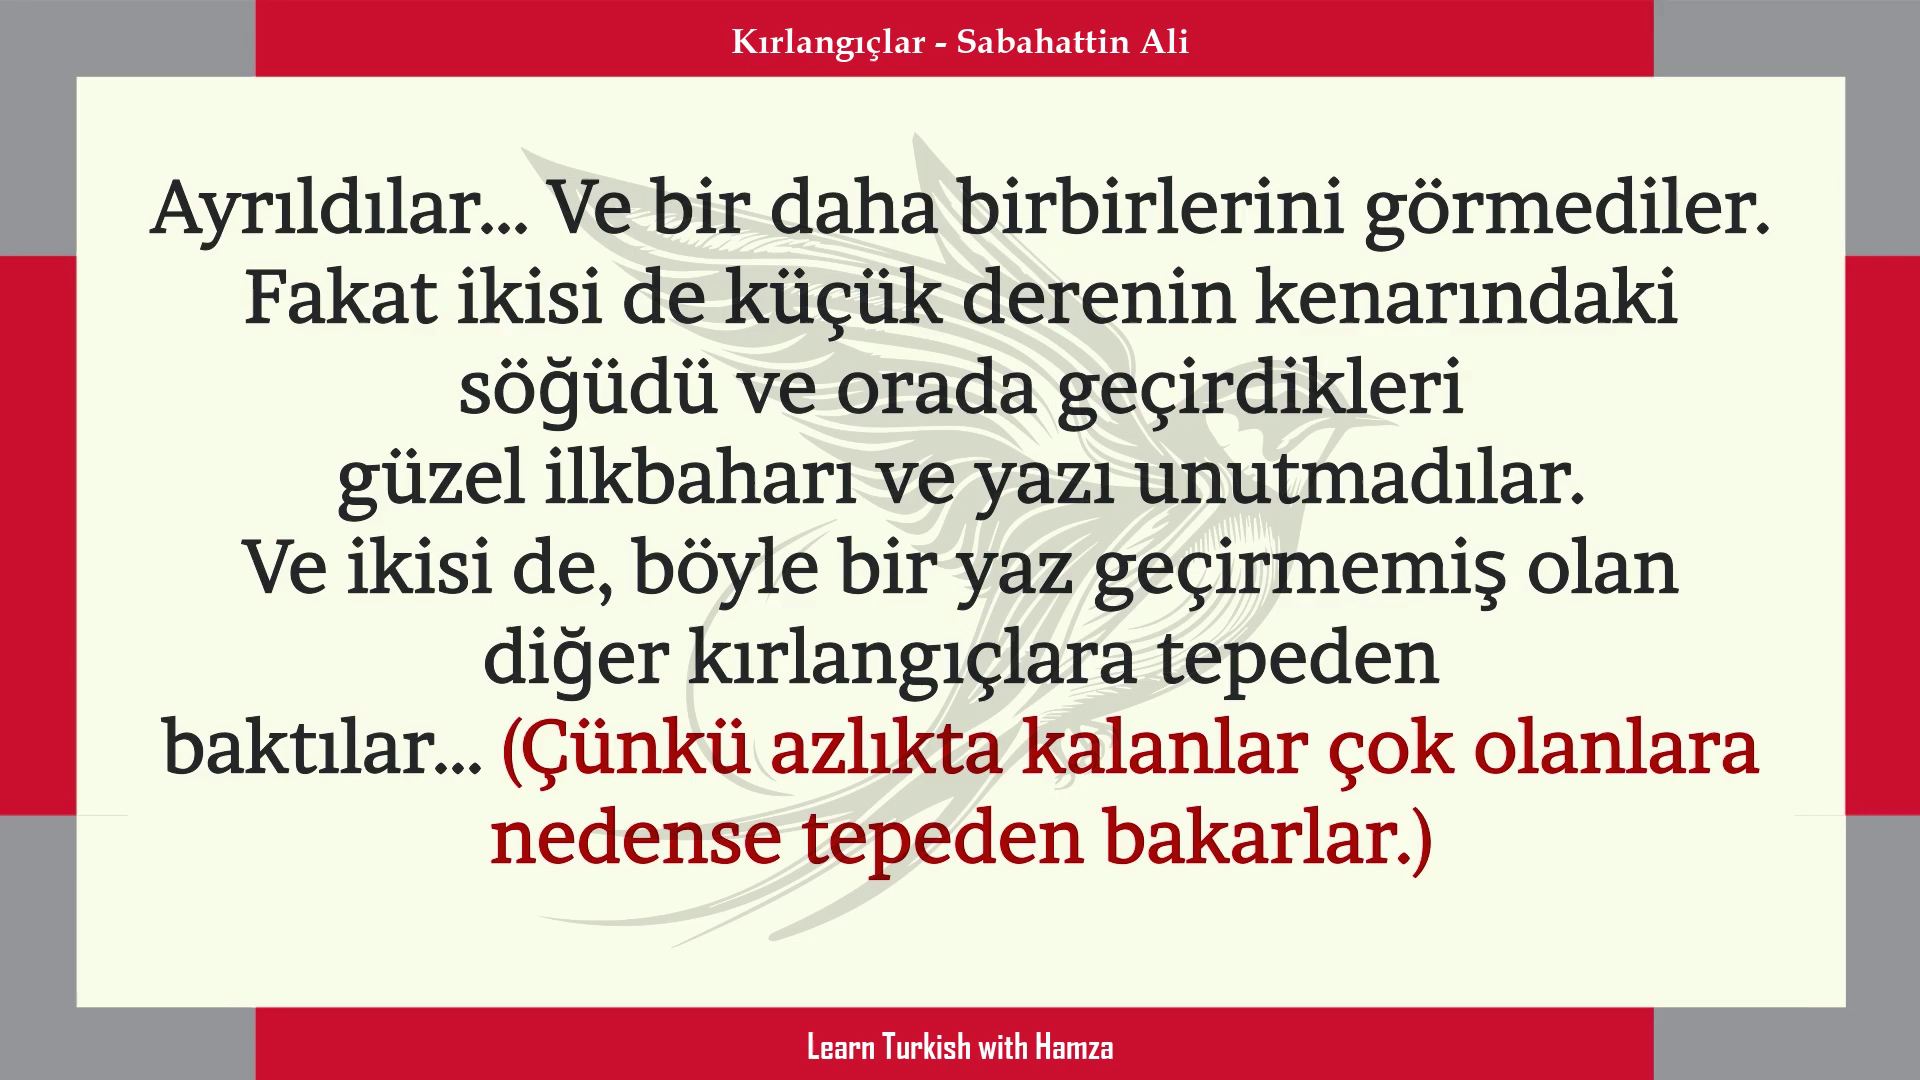 Kırlangıçlar - Sabahattin Ali
Ayrıldılar... Ve bir daha birbirlerini görmediler.
Fakat ikisi de küçük derenin kenarındaki
söğüdü ve orada geçirdikleri
güzel ilkbaharı ve yazı unutmadılar.
Ve ikisi de, böyle bir yaz geçirmemiş olan
diğer kırlangıçlara tepeden
baktılar... (Çünkü azlıkta kalanlar çok olanlara
nedense tepeden bakarlar.)
Learn Turkish with Hamza